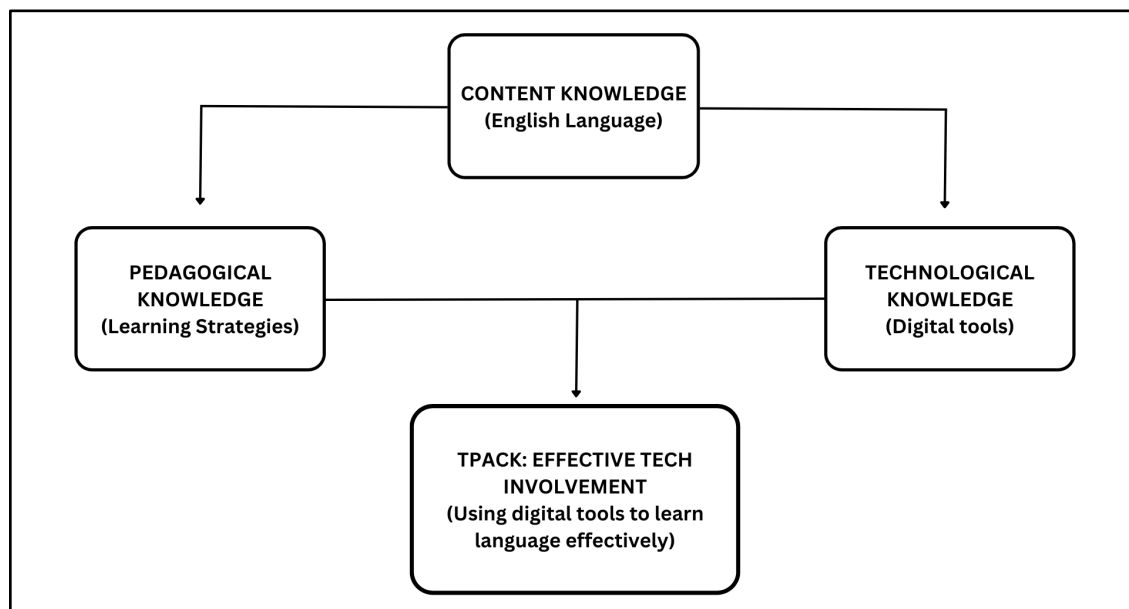 CONTENT KNOWLEDGE
(English Language)
PEDAGOGICAL
KNOWLEDGE
(Learning Strategies)
TECHNOLOGICAL
KNOWLEDGE
(Digital tools)
TPACK: EFFECTIVE TECH
INVOLVEMENT
(Using digital tools to learn
language effectively)